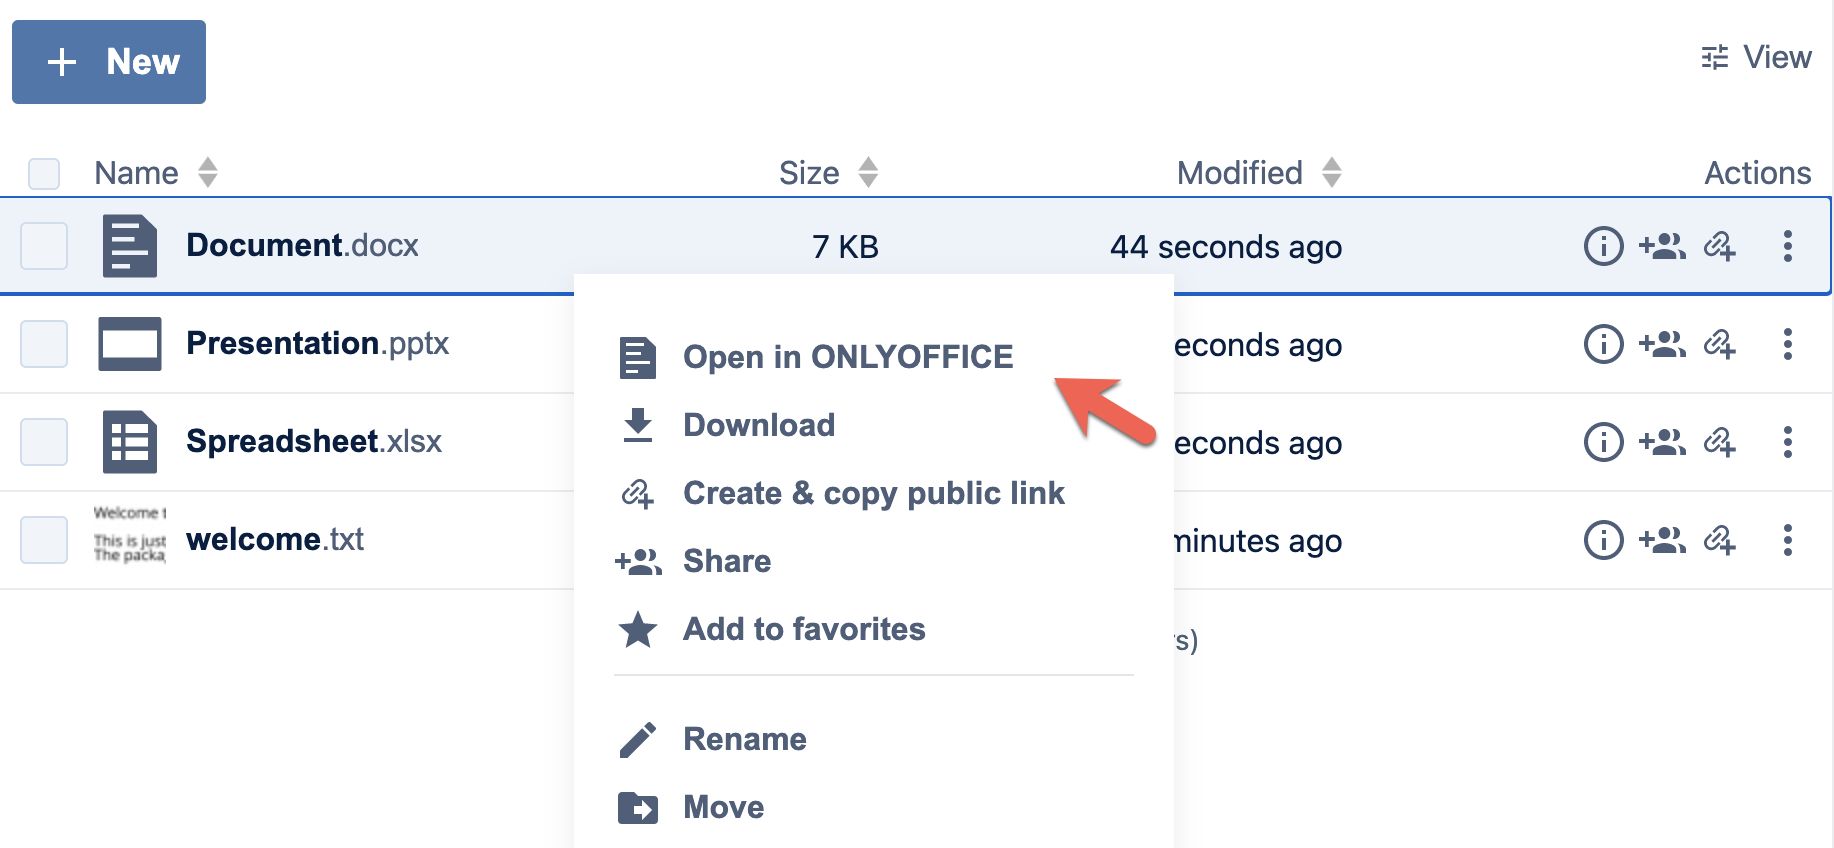 New
View
Name Size Modified Actions
Document.docx 7 KB 44 seconds ago
Presentation.pptx econds ago
Spreadsheet.xlsx econds ago
Welcome t
This is just
The packa
welcome.txt minutes ago
rs)
Open in ONLYOFFICE
Download
Create & copy public link
Share
Add to favorites
Rename
Move